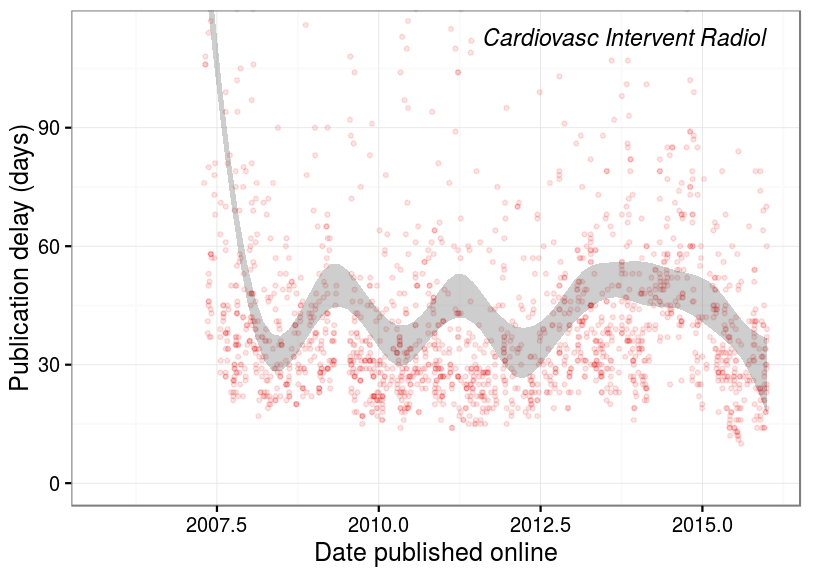 Cardiovasc Intervent Radiol
Publication delay (days)
90
60
30
0
2007.5
2010.0
2012.5
2015.0
Date published online